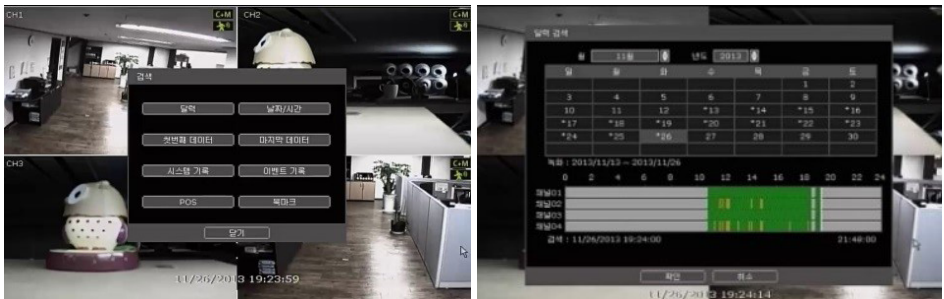 CH1
C+M
CH2
C+M
검색
달력
날짜/시간
첫번째 데이터
마지막 데이터
CH3
C+M
시스템 기록
이벤트 기록
POS
북마크
닫기
11/26/2013 19:23:59
달력 검색
월 11월 년도 2013
일 월 화 수 목 금 토
1 2
3 4 5 6 7 8 9
10 11 12 *13 *14 *15 *16
*17 *18 *19 *20 *21 *22 *23
*24 *25 *26 27 28 29 30
녹화 : 2013/11/13 ~ 2013/11/26
0 2 4 6 8 10 12 14 16 18 20 22 24
채널01
채널02
채널03
채널04
검색 : 11/26/2013 19:24:00
21:48:00
확인
취소
11/26/2013 19:24:14